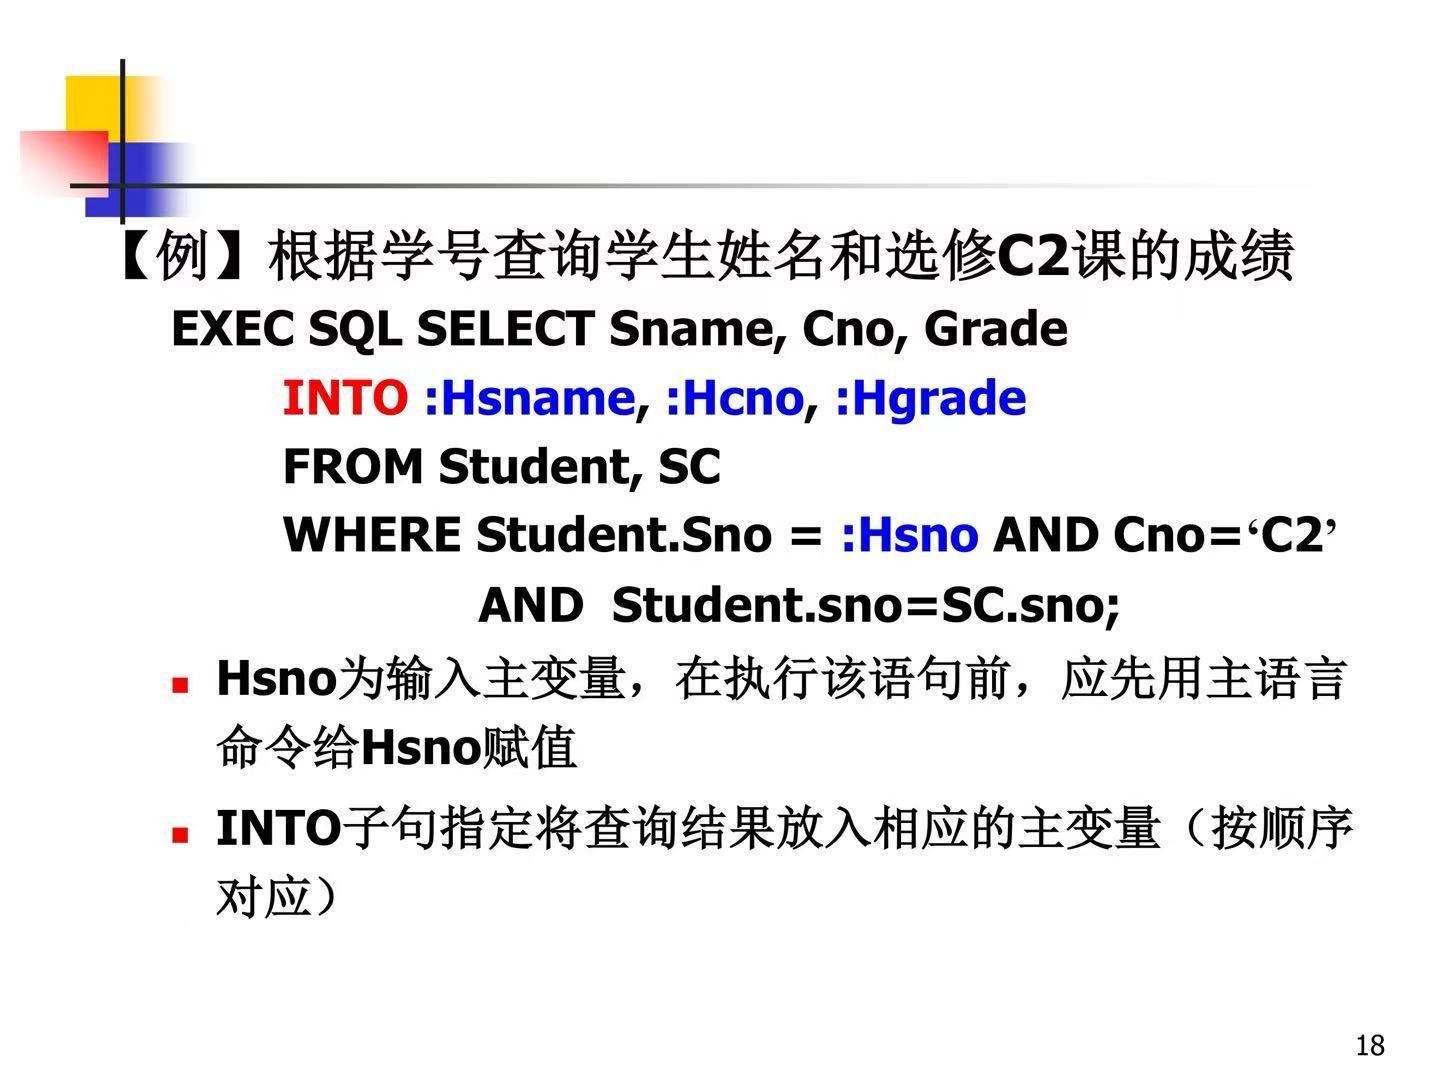 【例】根据学号查询学生姓名和选修C2课的成绩
EXEC SQL SELECT Sname, Cno, Grade
INTO :Hsname, :Hcno, :Hgrade
FROM Student, SC
WHERE Student.Sno = :Hsno AND Cno=‘C2’
AND Student.sno=SC.sno;
Hsno为输入主变量，在执行该语句前，应先用主语言
命令给Hsno赋值
INTO子句指定将查询结果放入相应的主变量（按顺序
对应）
18